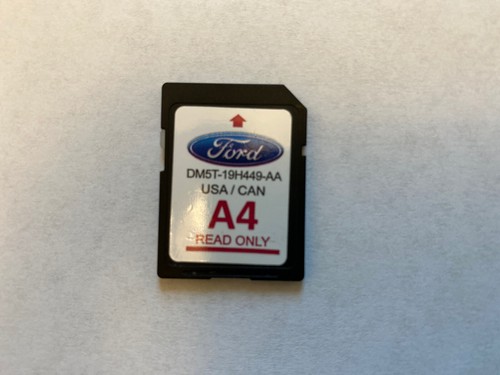 Ford
DM5T-19H449-AA
USA / CAN
A4
READ ONLY